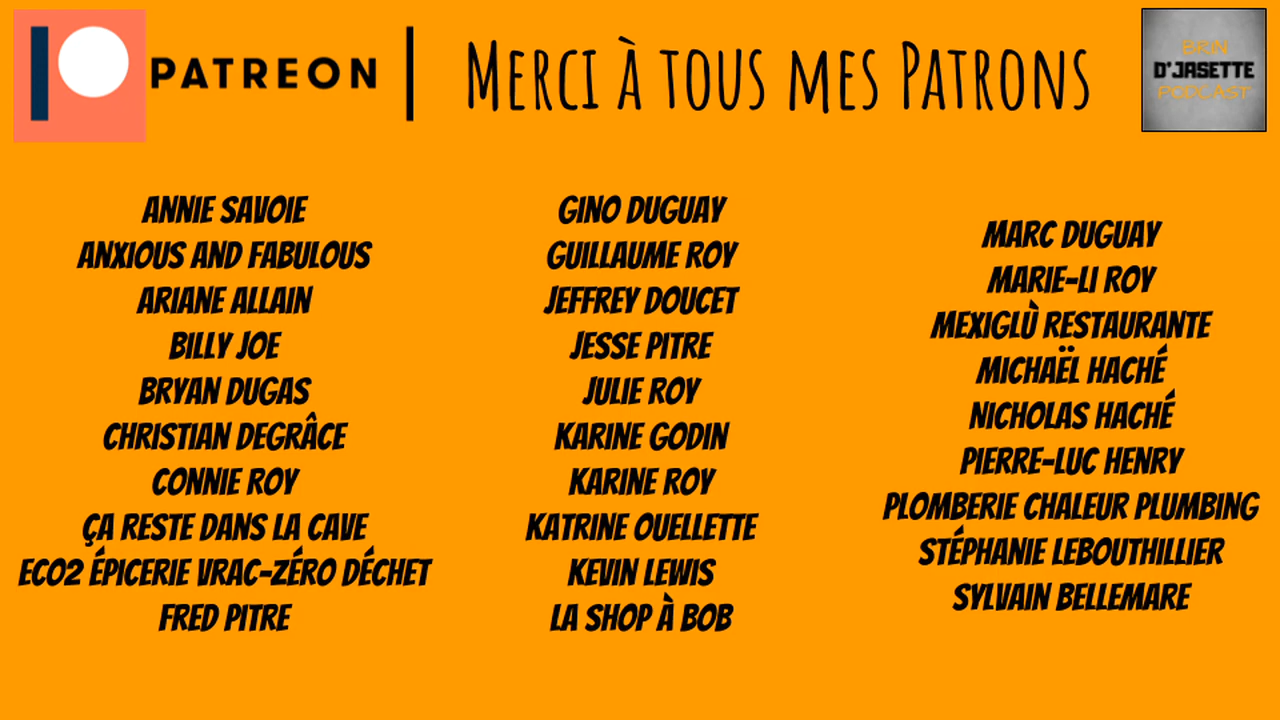 PATREON | MERCI À TOUS MES PATRONS
BRIN
D'JASETTE
PODCAST
ANNIE SAVOIE
ANXIOUS AND FABULOUS
ARIANE ALLAIN
BILLY JOE
BRYAN DUGAS
CHRISTIAN DEGRÂCE
CONNIE ROY
ÇA RESTE DANS LA CAVE
ECO2 ÉPICERIE VRAC-ZÉRO DÉCHET
FRED PITRE
GINO DUGUAY
GUILLAUME ROY
JEFFREY DOUCET
JESSE PITRE
JULIE ROY
KARINE GODIN
KARINE ROY
KATRINE OUELLETTE
KEVIN LEWIS
LA SHOP À BOB
MARC DUGUAY
MARIE-LI ROY
MEXIGLÙ RESTAURANTE
MICHAËL HACHÉ
NICHOLAS HACHÉ
PIERRE-LUC HENRY
PLOMBERIE CHALEUR PLUMBING
STÉPHANIE LEBOUTHILLIER
SYLVAIN BELLEMARE